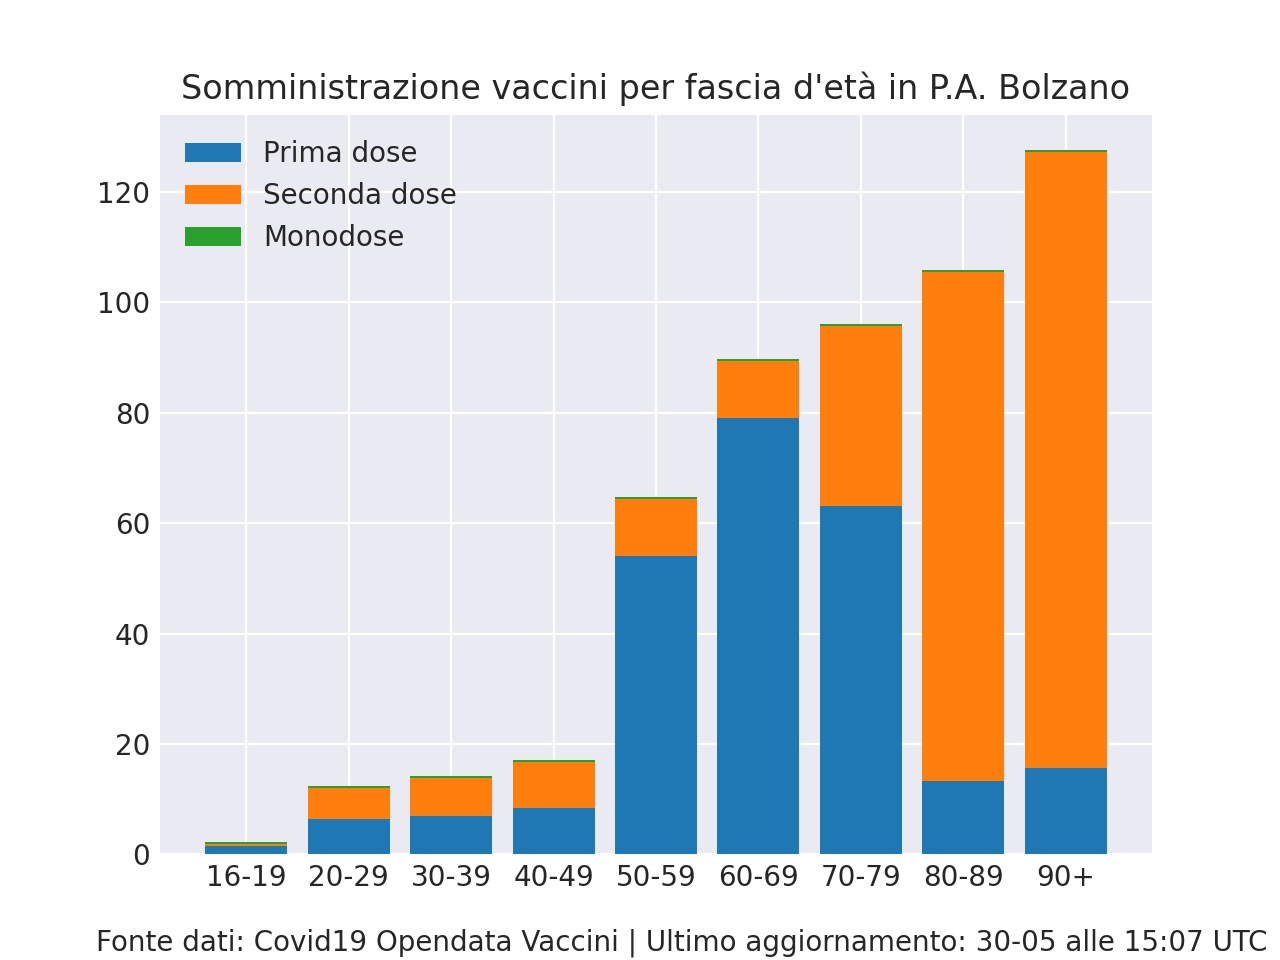 Somministrazione vaccini per fascia d'età in P.A. Bolzano
Prima dose
Seconda dose
Monodose
120
100
80
60
40
20
0
16-19 20-29 30-39 40-49 50-59 60-69 70-79 80-89 90+
Fonte dati: Covid19 Opendata Vaccini | Ultimo aggiornamento: 30-05 alle 15:07 UTC